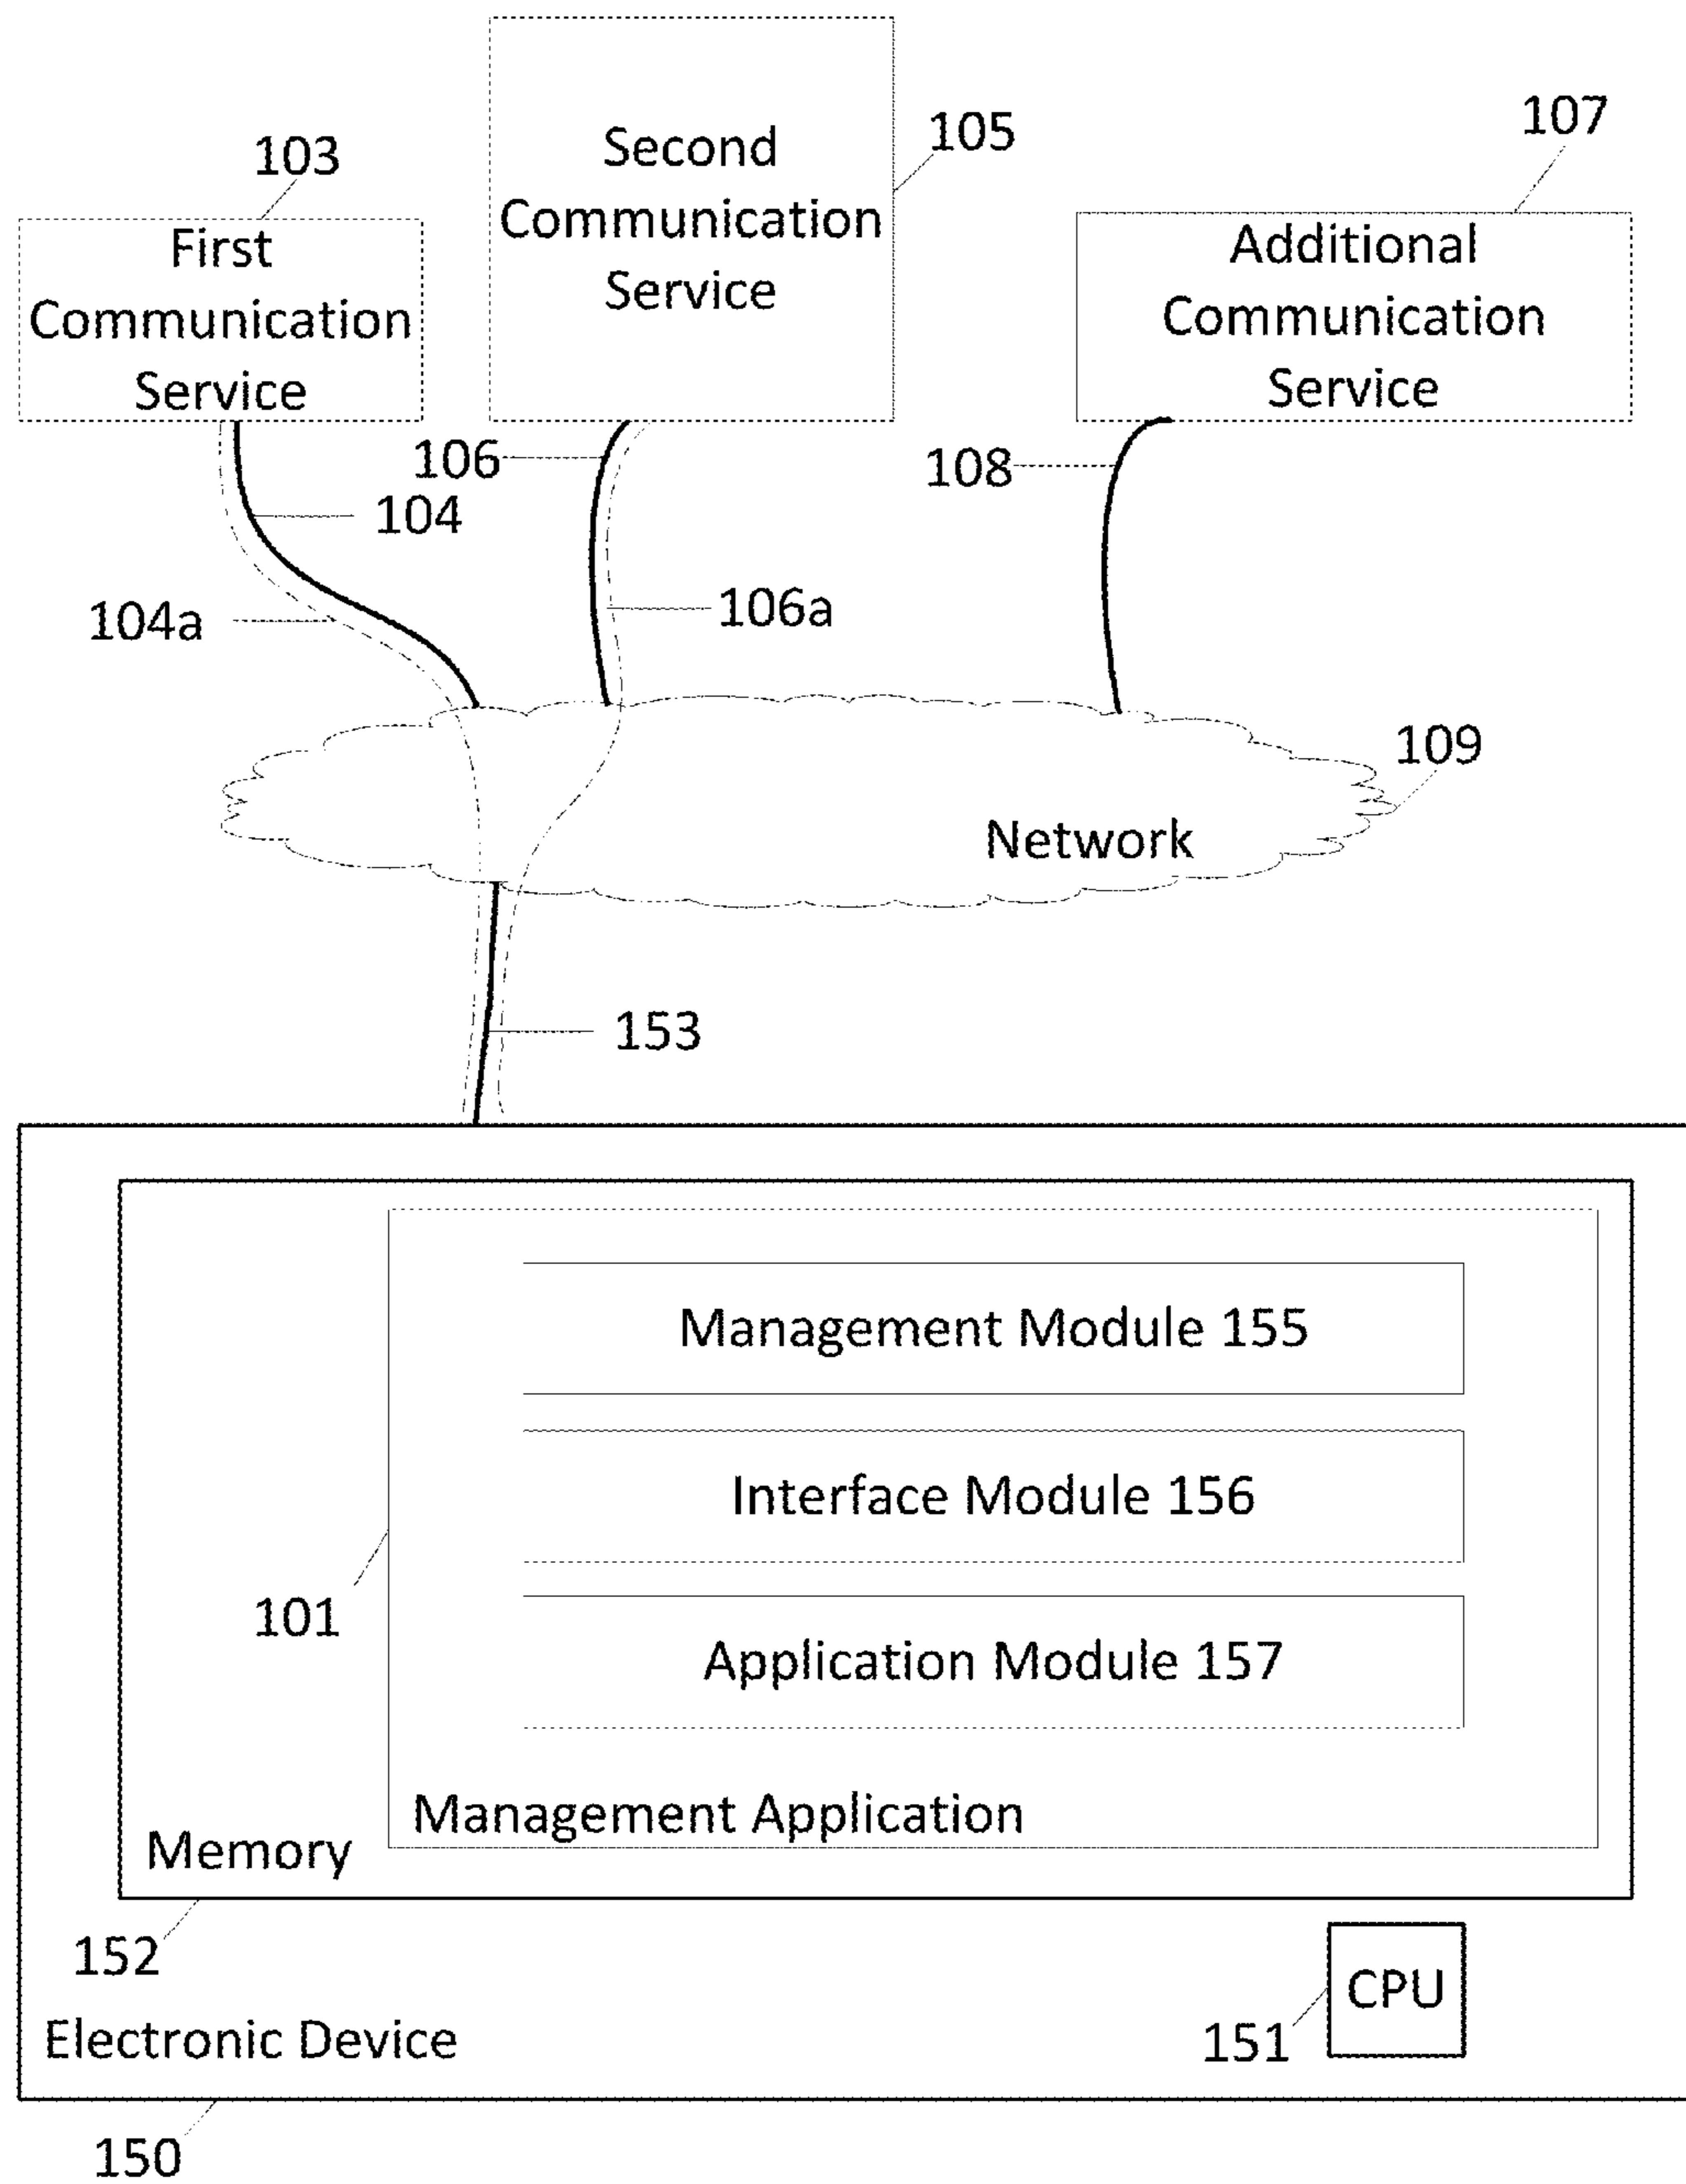 103
First
Communication
Service
Second
Communication
Service
105
107
Additional
Communication
Service
106
104
108
104a
106a
109
Network
153
Management Module 155
Interface Module 156
101
Application Module 157
Management Application
Memory
152
CPU
151
Electronic Device
150